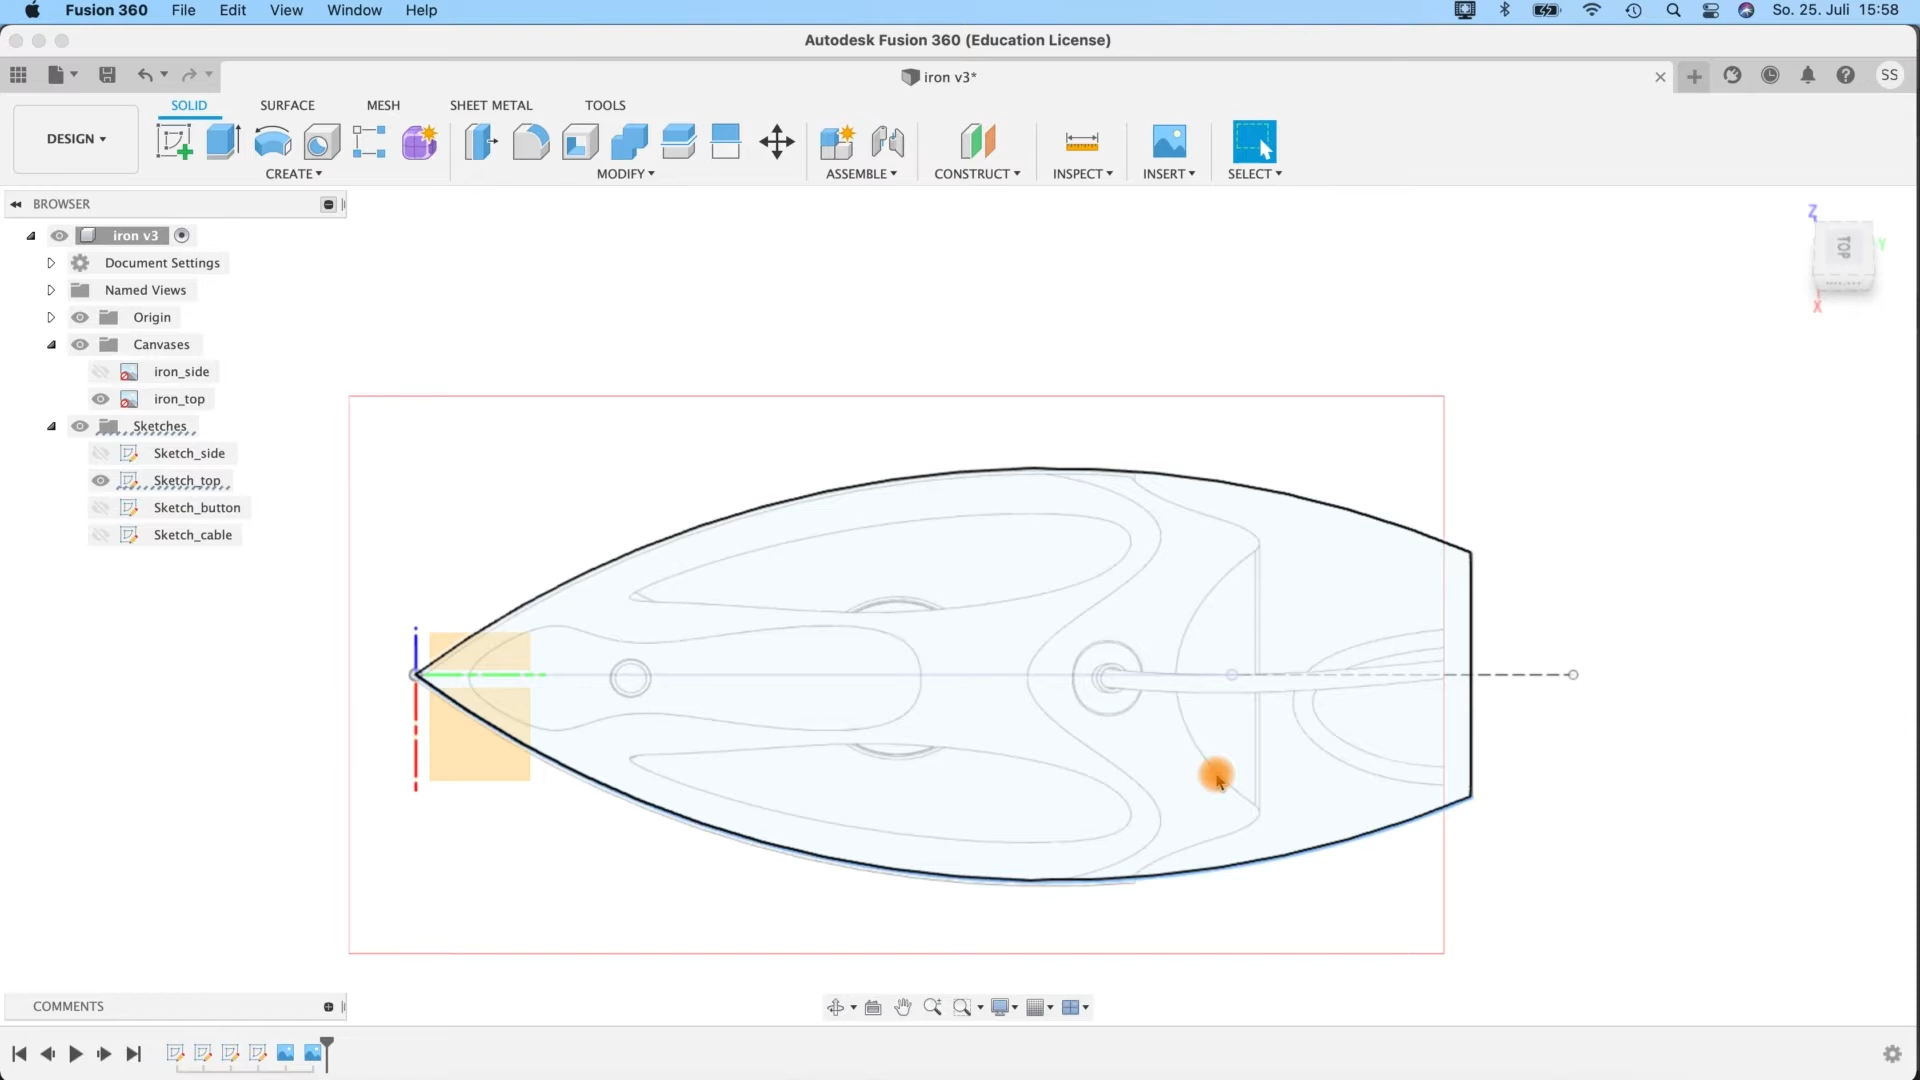 Fusion 360 File Edit View Window Help So. 25. Juli 15:58
Autodesk Fusion 360 (Education License)
iron v3* SS
SOLID SURFACE MESH SHEET METAL TOOLS
DESIGN
CREATE MODIFY ASSEMBLE CONSTRUCT INSPECT INSERT SELECT
BROWSER
iron v3
Document Settings
Named Views
Origin
Canvases
iron_side
iron_top
Sketches
Sketch_side
Sketch_top
Sketch_button
Sketch_cable
Z
TOP
Y
X
COMMENTS